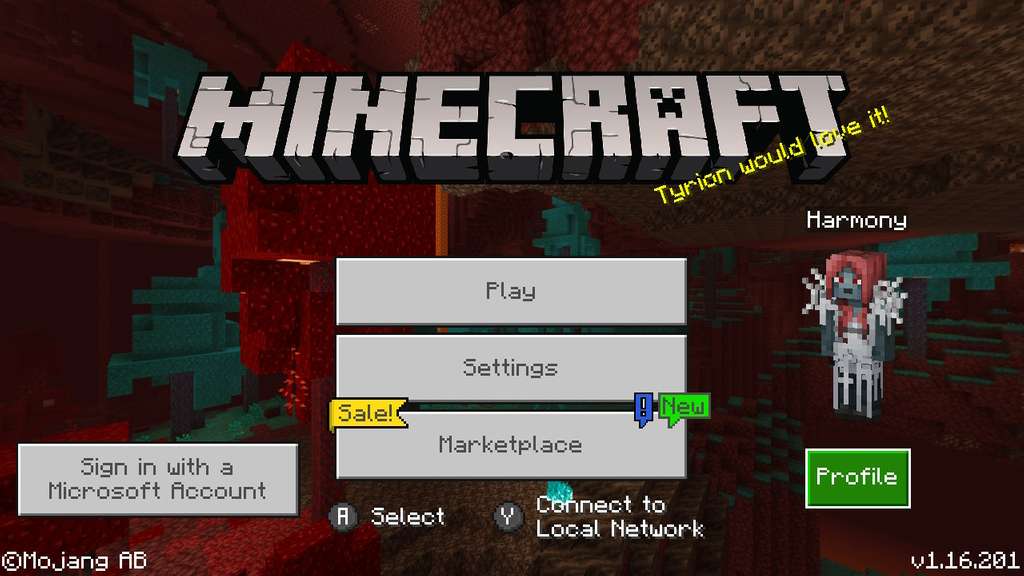 MINECRAFT
Tyrion would love it!
Harmony
Play
Settings
Sale!
! New
Marketplace
Sign in with a
Microsoft Account
Profile
A Select
Y Connect to
Local Network
©Mojang AB
v1.16.201